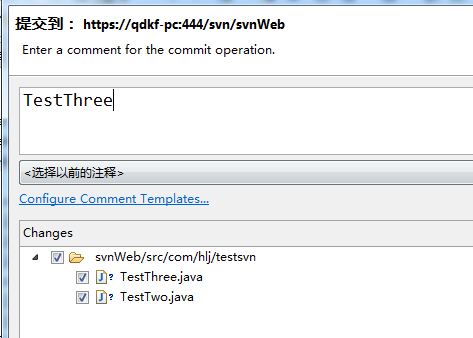 提交到： https://qdkf-pc:444/svn/svnWeb
Enter a comment for the commit operation.
TestThree
<选择以前的注释>
Configure Comment Templates...
Changes
svnWeb/src/com/hlj/testsvn
TestThree.java
TestTwo.java